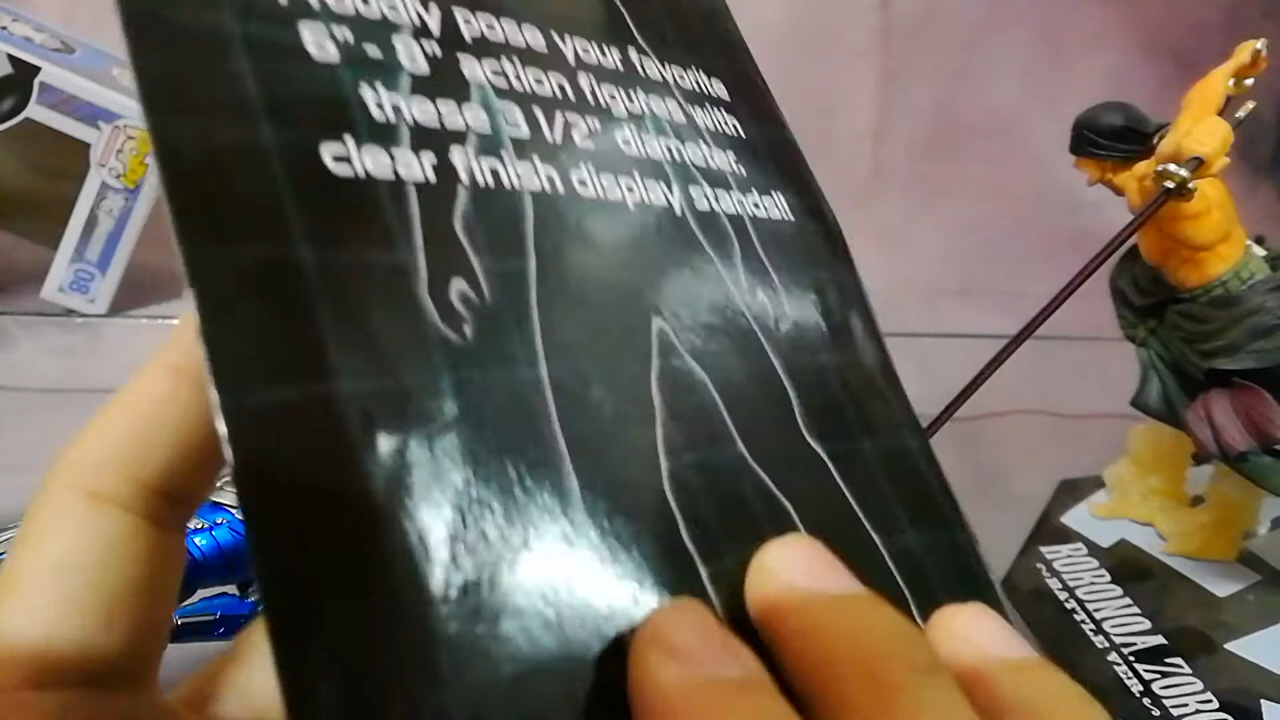 Proudly pose your favorite
6" - 8" action figures with
these 3 1/2" diameter,
clear finish display stands!!
80
RORONOA.ZORO
~BATTLE VER.~